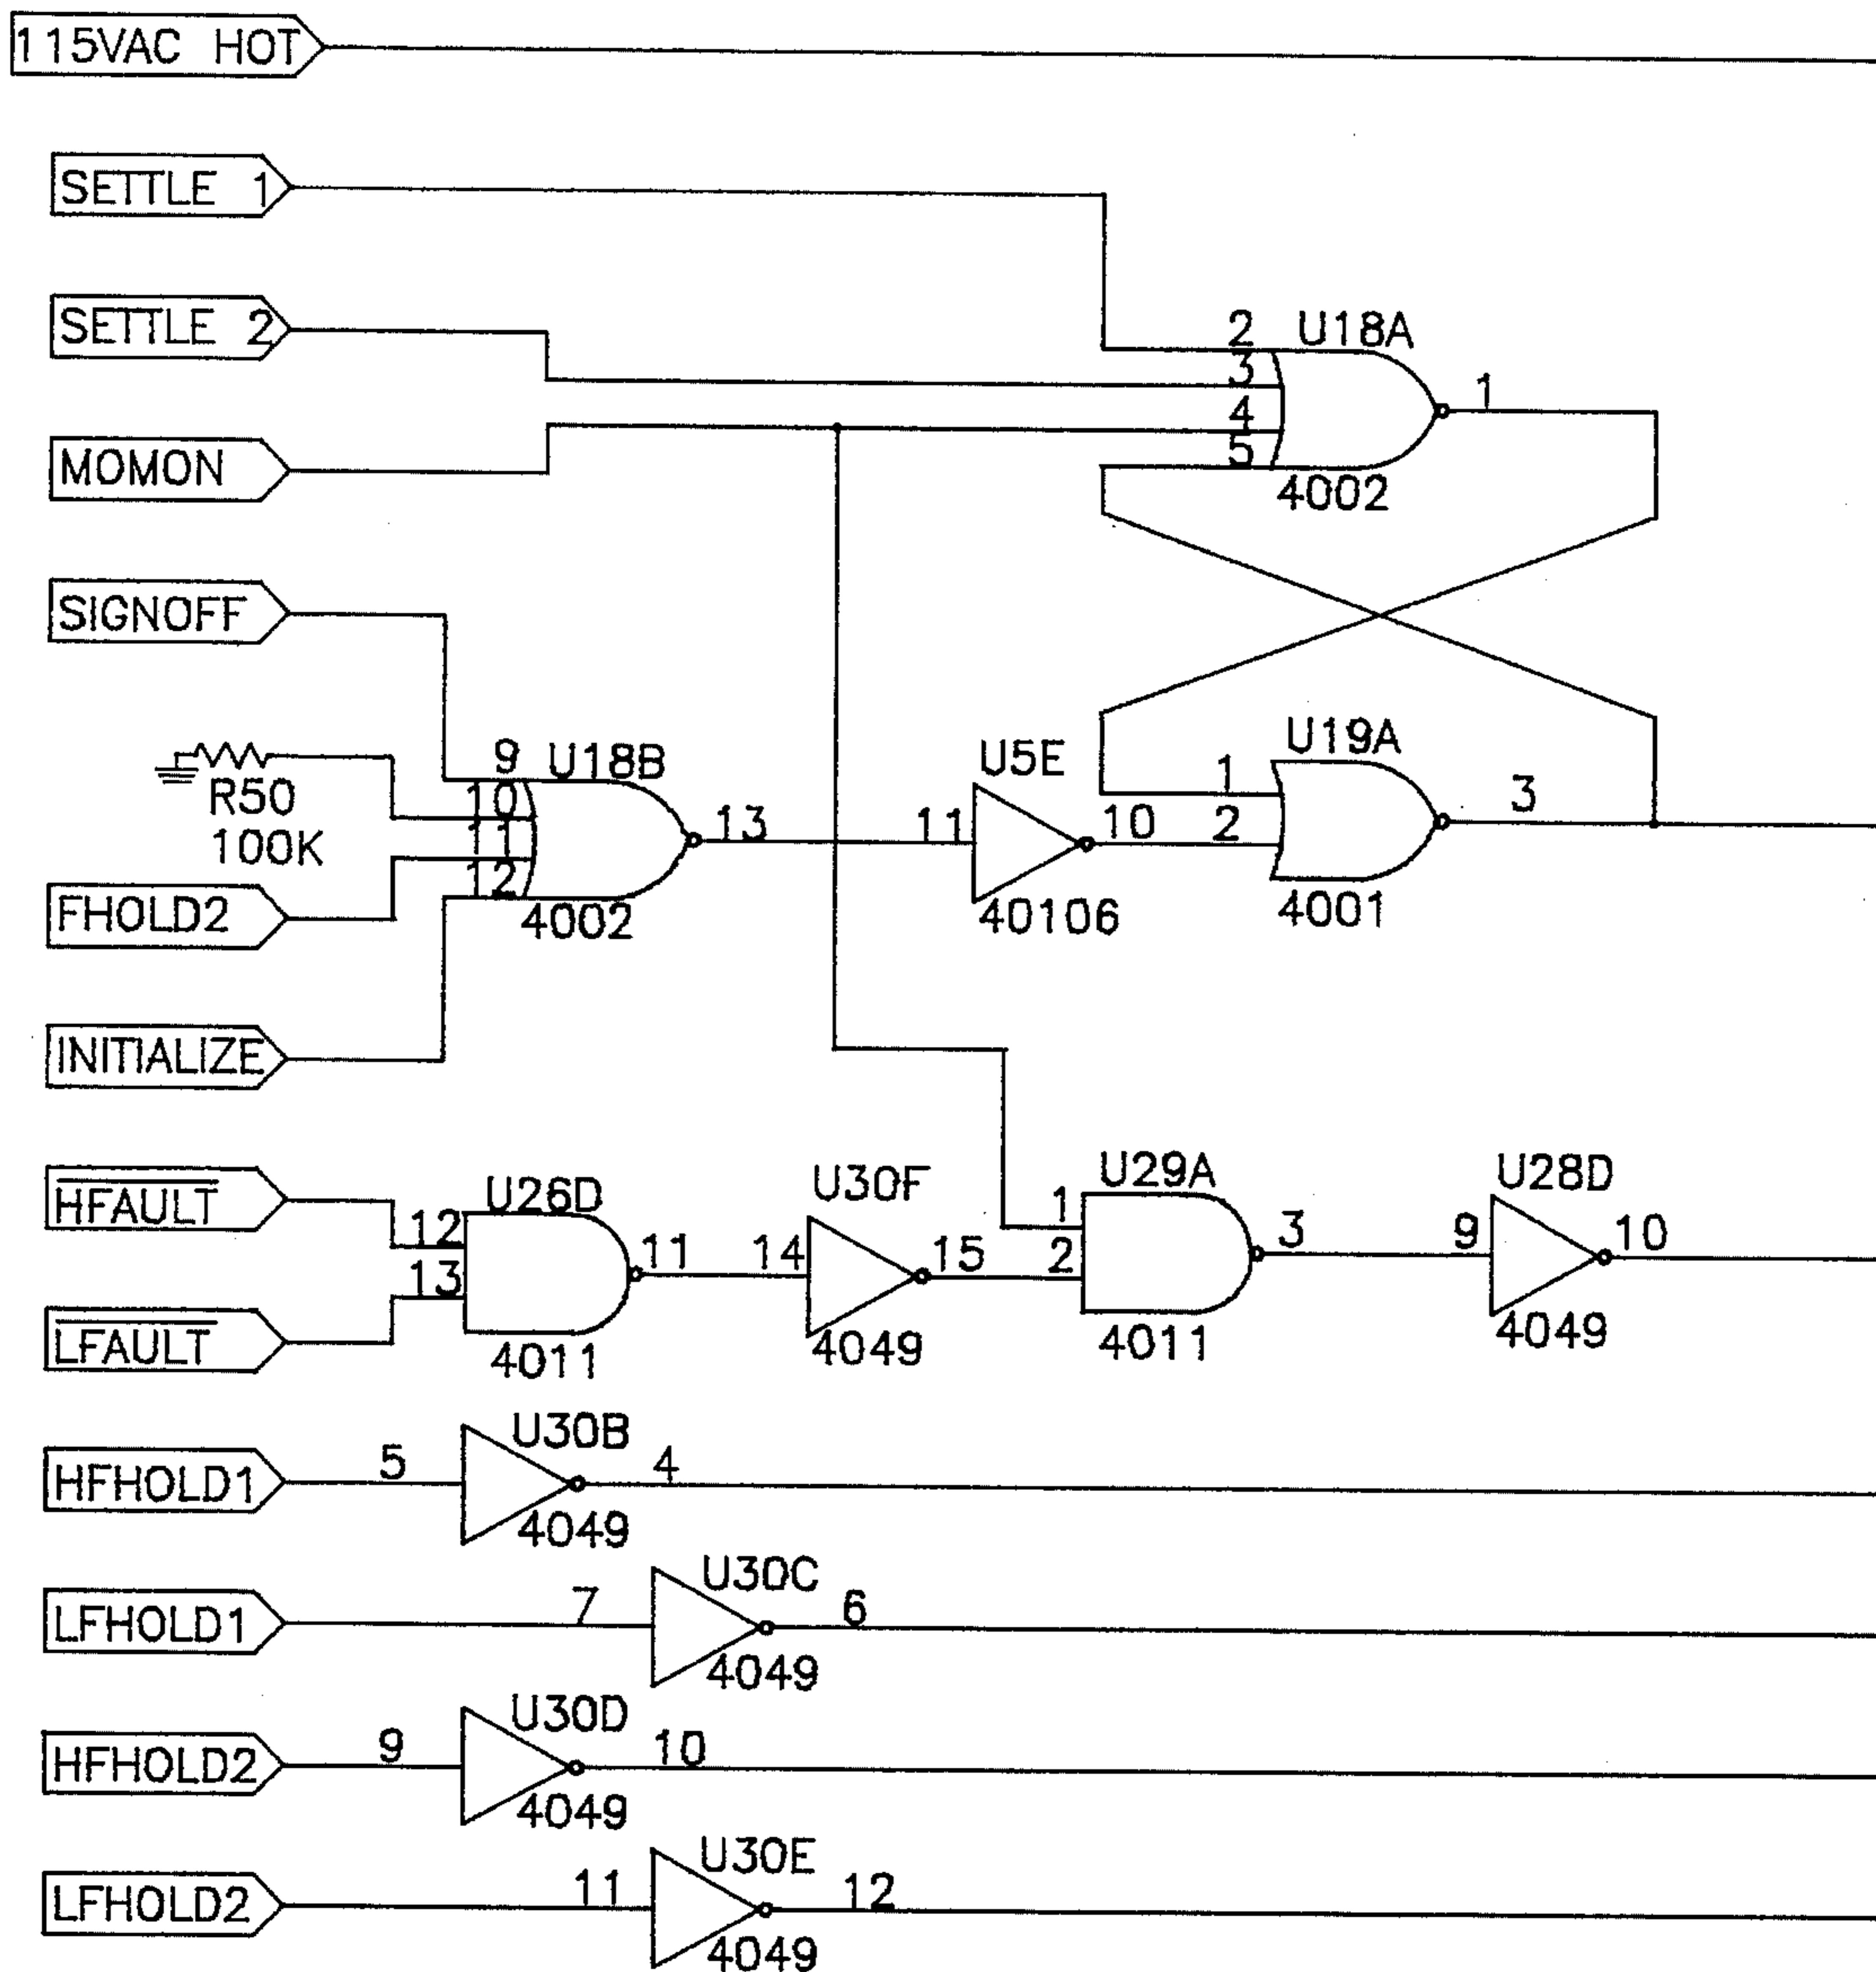 115VAC HOT
SETTLE 1
SETTLE 2
MOMON
2
3
4
5
U18A
4002
1
SIGNOFF
R50
100K
9
10
11
12
U18B
4002
13
11
U5E
10
40106
1
2
U19A
4001
3
FHOLD2
INITIALIZE
HFAULT
LFAULT
12
13
U26D
4011
11
14
U30F
4049
15
1
2
U29A
4011
3
9
U28D
4049
10
HFHOLD1
5
U30B
4049
4
LFHOLD1
7
U30C
4049
6
HFHOLD2
9
U30D
4049
10
LFHOLD2
11
U30E
4049
12